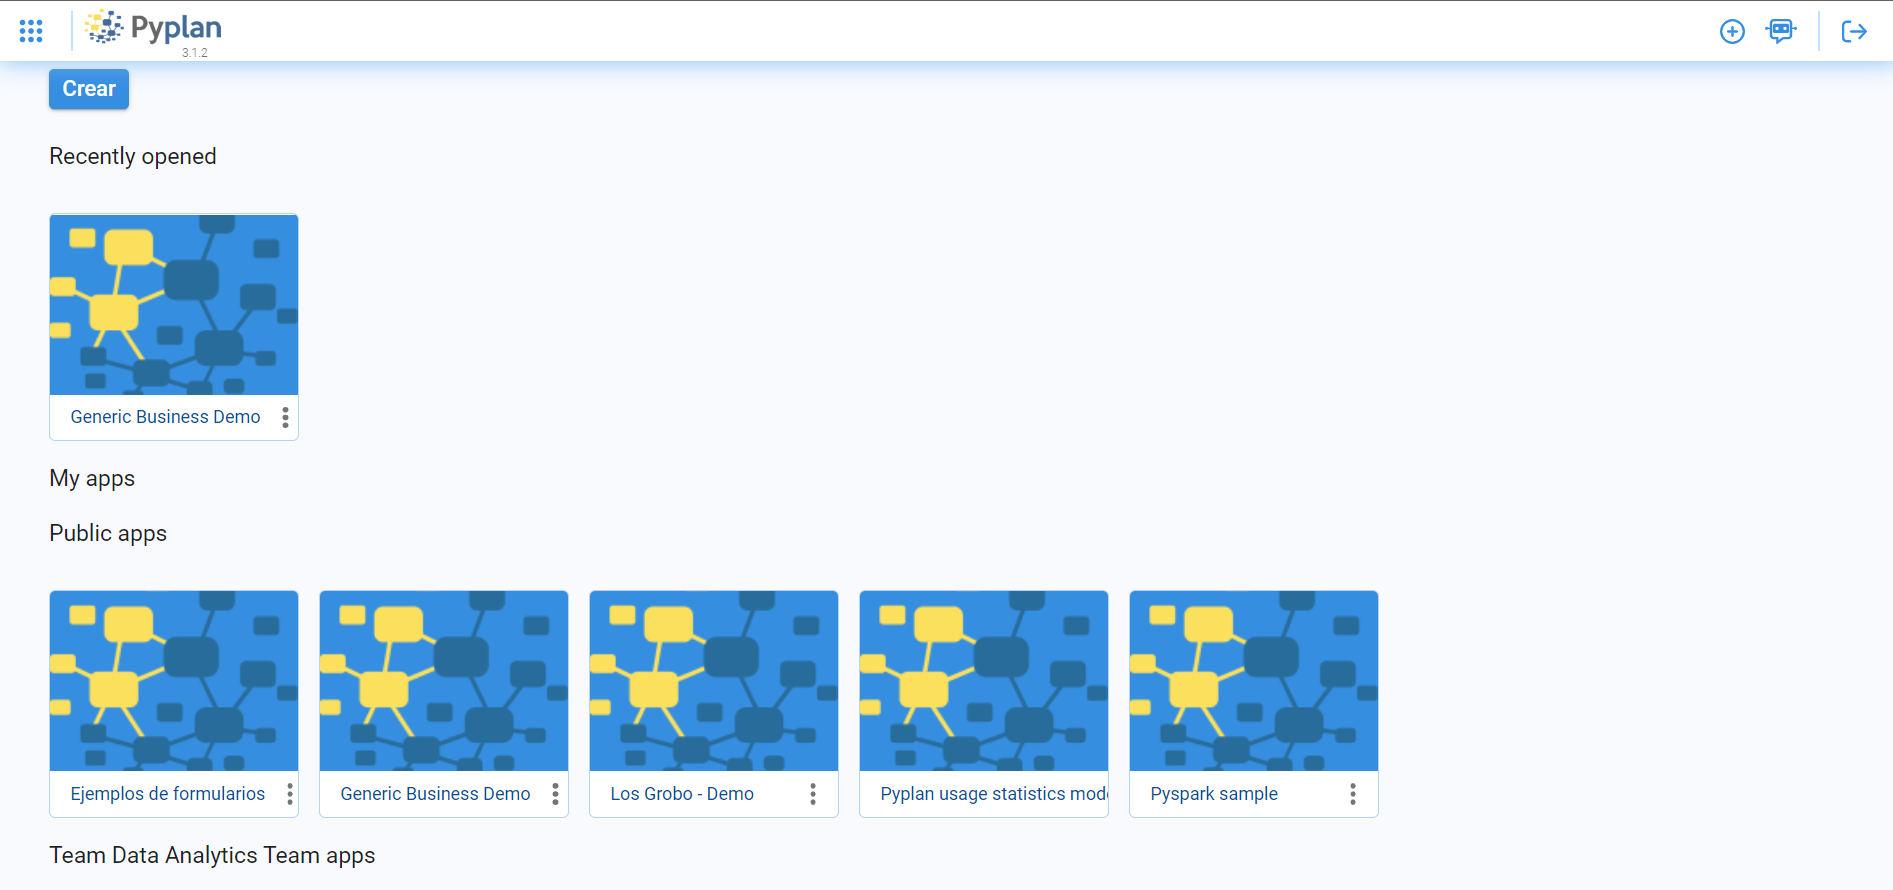 Pyplan
3.1.2
Crear
Recently opened
Generic Business Demo
My apps
Public apps
Ejemplos de formularios
Generic Business Demo
Los Grobo - Demo
Pyplan usage statistics mod
Pyspark sample
Team Data Analytics Team apps